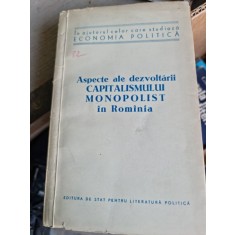 În ajutorul celor care studiază
ECONOMIA POLITICĂ
Aspecte ale dezvoltării
CAPITALISMULUI
MONOPOLIST
în Romînia
EDITURA DE STAT PENTRU LITERATURĂ POLITICĂ